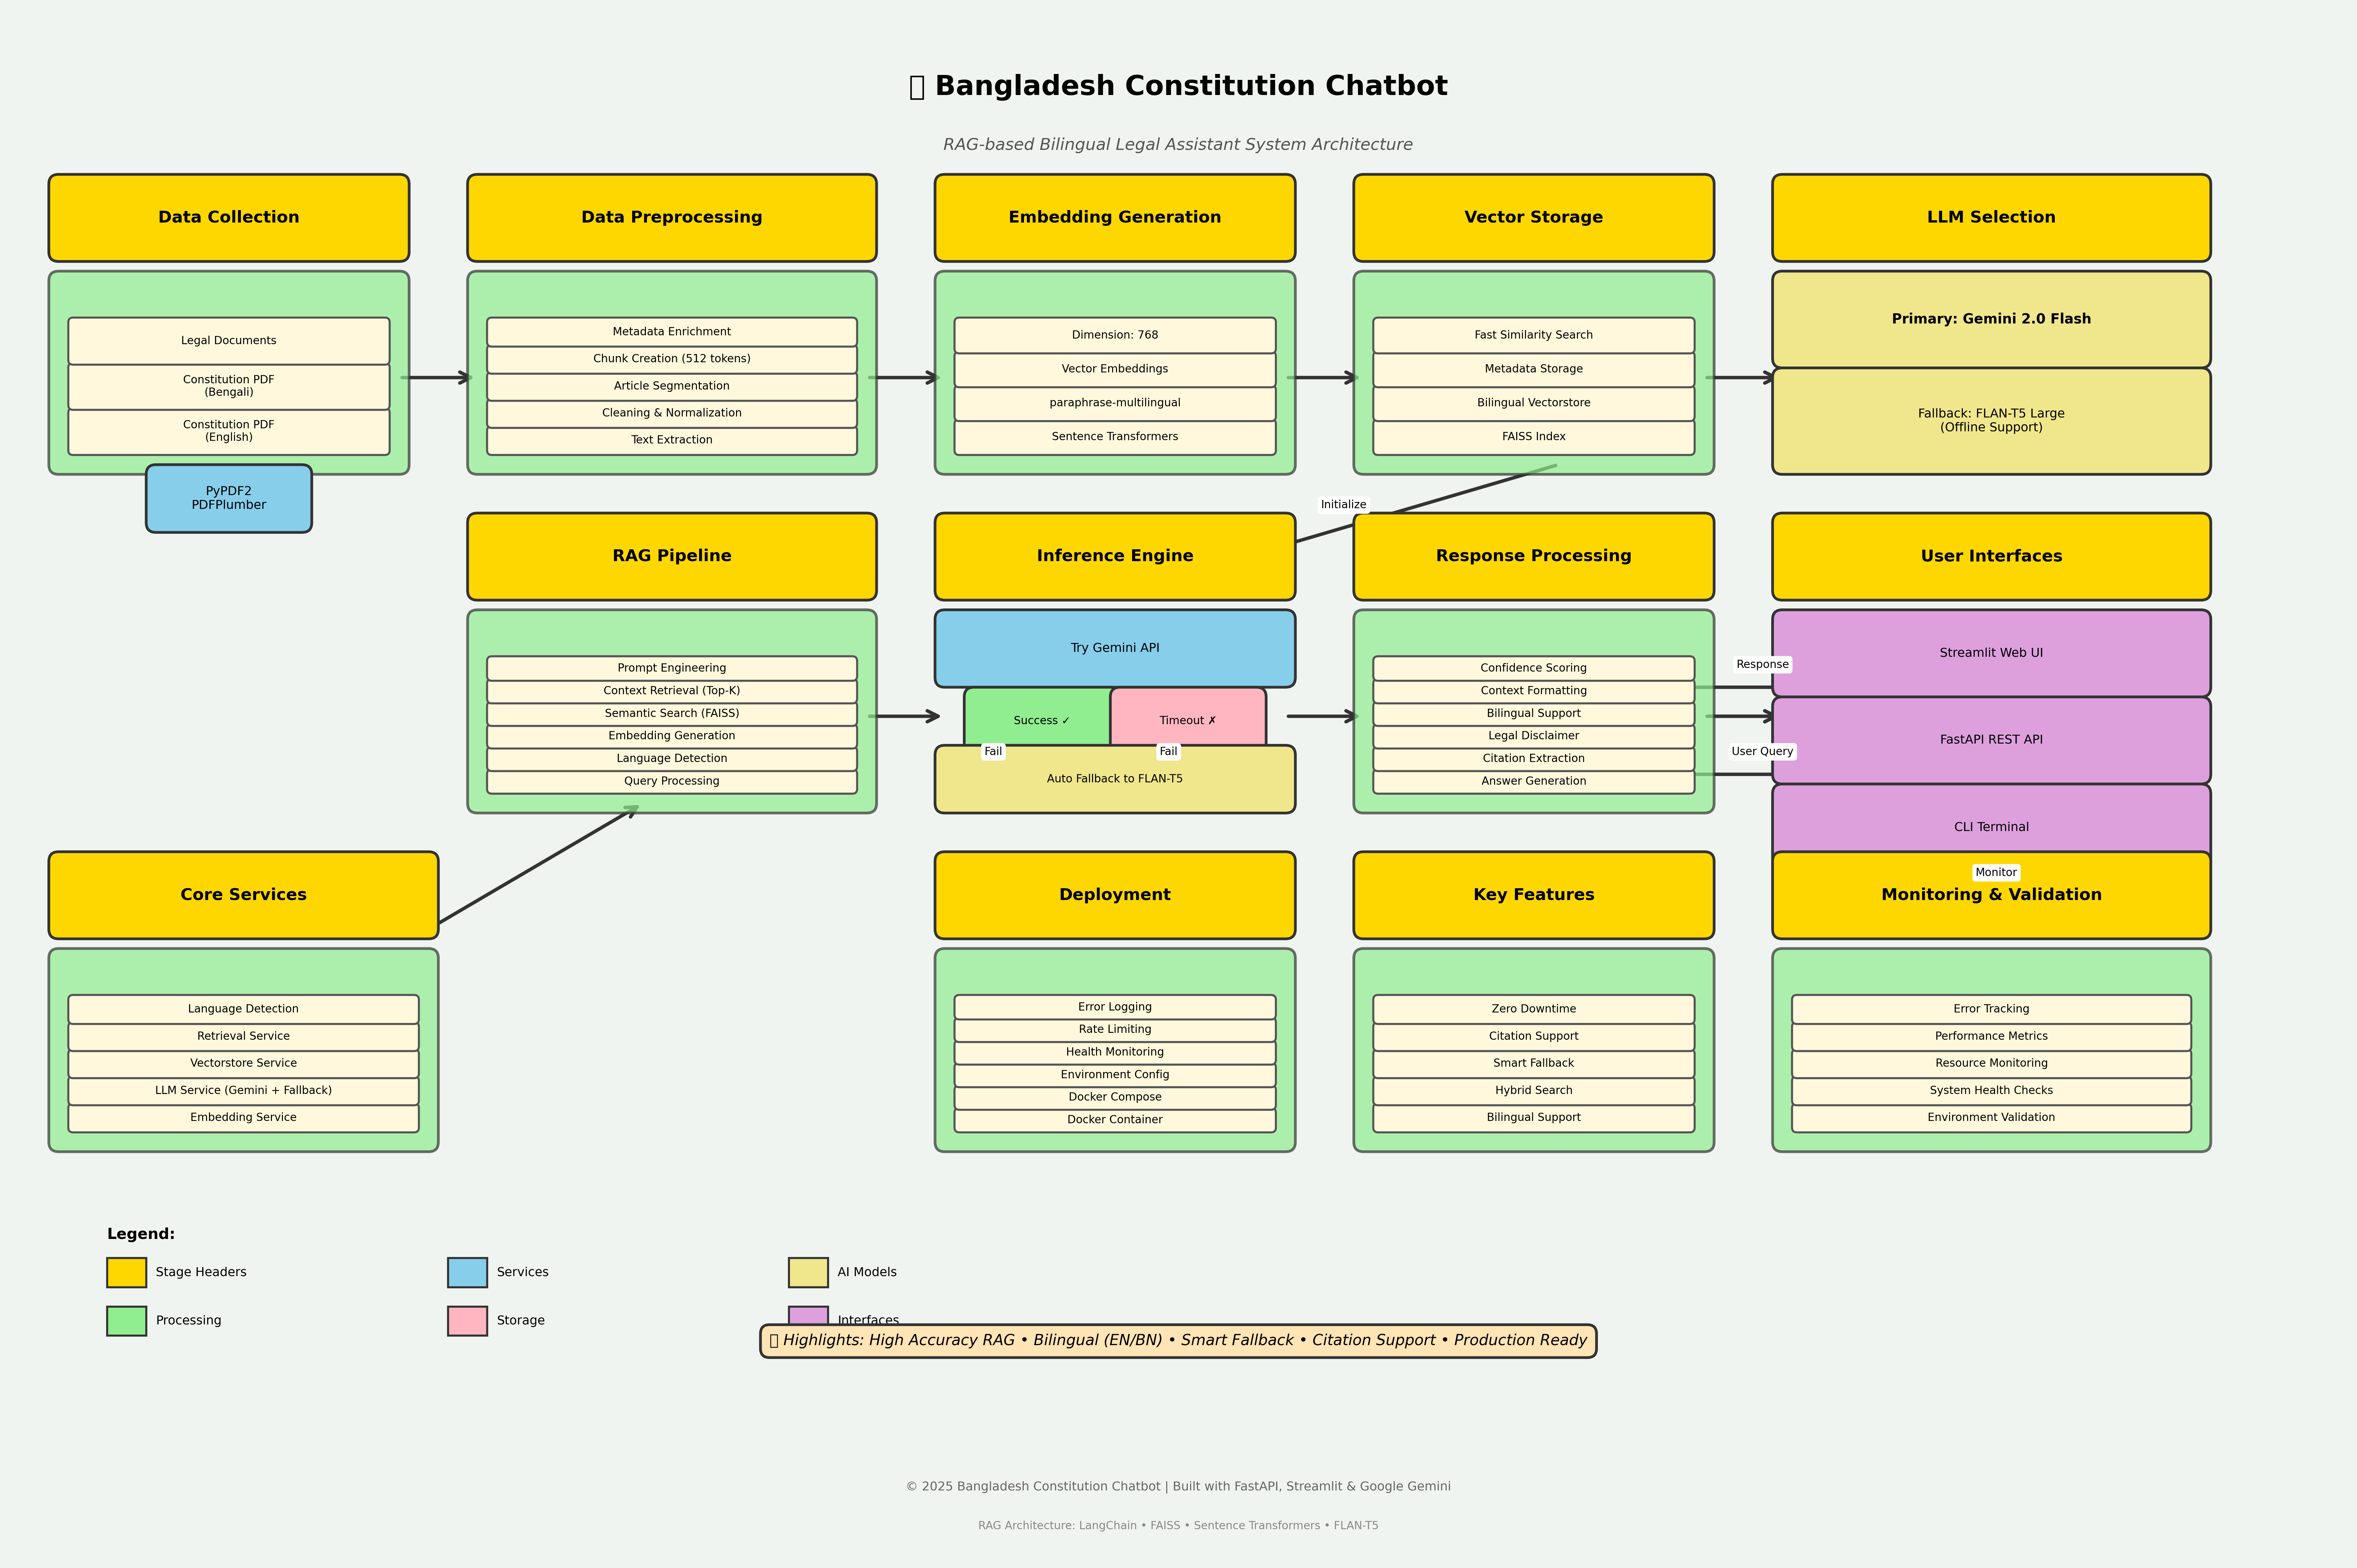 Bangladesh Constitution Chatbot
RAG-based Bilingual Legal Assistant System Architecture
Data Collection
Legal Documents
Constitution PDF
(Bengali)
Constitution PDF
(English)
PyPDF2
PDFPlumber
Data Preprocessing
Metadata Enrichment
Chunk Creation (512 tokens)
Article Segmentation
Cleaning & Normalization
Text Extraction
Embedding Generation
Dimension: 768
Vector Embeddings
paraphrase-multilingual
Sentence Transformers
Vector Storage
Fast Similarity Search
Metadata Storage
Bilingual Vectorstore
FAISS Index
LLM Selection
Primary: Gemini 2.0 Flash
Fallback: FLAN-T5 Large
(Offline Support)
Initialize
RAG Pipeline
Prompt Engineering
Context Retrieval (Top-K)
Semantic Search (FAISS)
Embedding Generation
Language Detection
Query Processing
Inference Engine
Try Gemini API
Success ✓
Timeout ✗
Fail
Fail
Auto Fallback to FLAN-T5
Response Processing
Confidence Scoring
Context Formatting
Bilingual Support
Legal Disclaimer
Citation Extraction
Answer Generation
Response
User Query
User Interfaces
Streamlit Web UI
FastAPI REST API
CLI Terminal
Core Services
Language Detection
Retrieval Service
Vectorstore Service
LLM Service (Gemini + Fallback)
Embedding Service
Deployment
Error Logging
Rate Limiting
Health Monitoring
Environment Config
Docker Compose
Docker Container
Key Features
Zero Downtime
Citation Support
Smart Fallback
Hybrid Search
Bilingual Support
Monitor
Monitoring & Validation
Error Tracking
Performance Metrics
Resource Monitoring
System Health Checks
Environment Validation
Legend:
Stage Headers
Services
AI Models
Processing
Storage
Interfaces
Highlights: High Accuracy RAG • Bilingual (EN/BN) • Smart Fallback • Citation Support • Production Ready
© 2025 Bangladesh Constitution Chatbot | Built with FastAPI, Streamlit & Google Gemini
RAG Architecture: LangChain • FAISS • Sentence Transformers • FLAN-T5